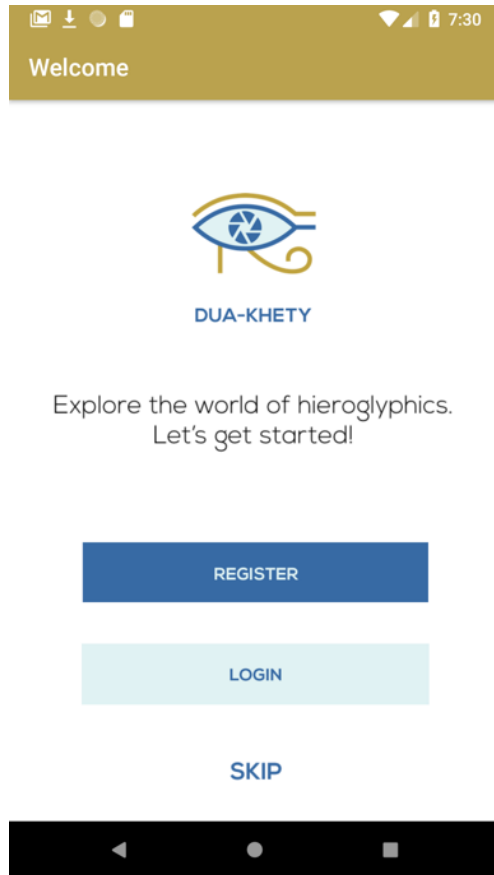 7:30
Welcome
DUA-KHETY
Explore the world of hieroglyphics.
Let's get started!
REGISTER
LOGIN
SKIP